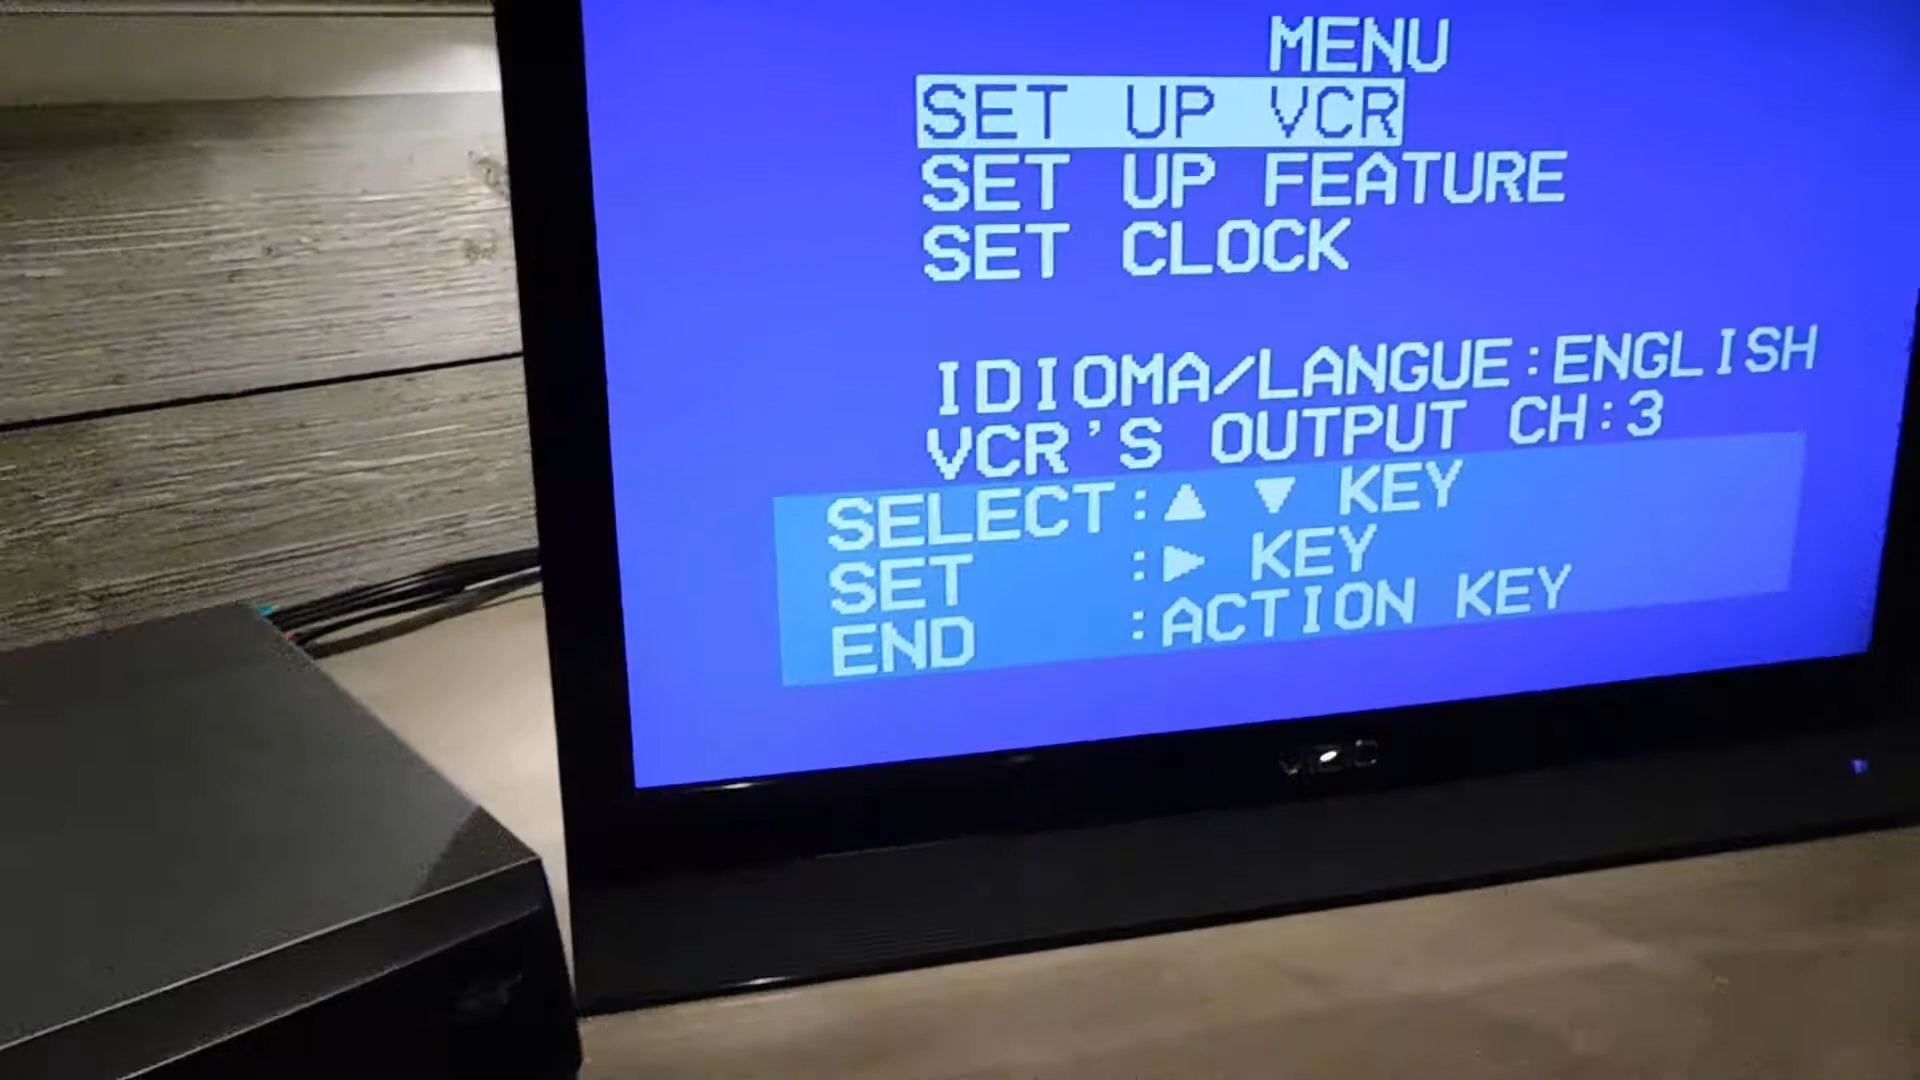 MENU
SET UP VCR
SET UP FEATURE
SET CLOCK
IDIOMA/LANGUE:ENGLISH
VCR'S OUTPUT CH:3
SELECT:▲ ▼ KEY
SET :▶ KEY
END :ACTION KEY
VIZIO